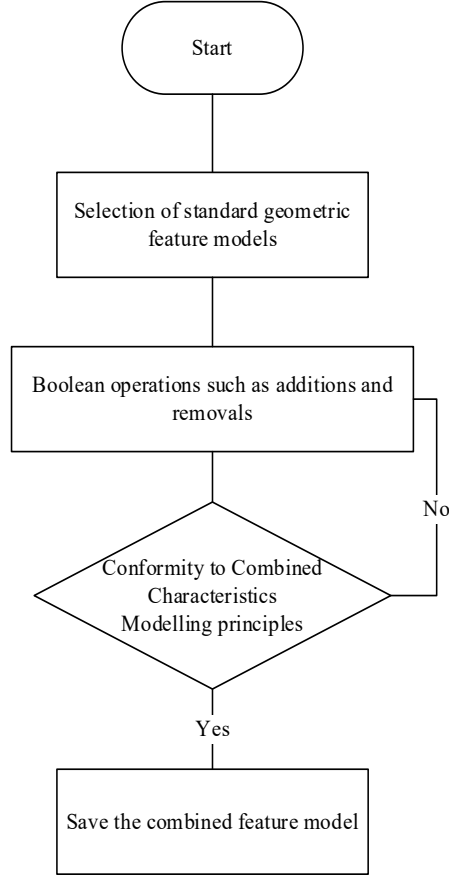 Start
Selection of standard geometric
feature models
Boolean operations such as additions and
removals
No
Conformity to Combined
Characteristics
Modelling principles
Yes
Save the combined feature model